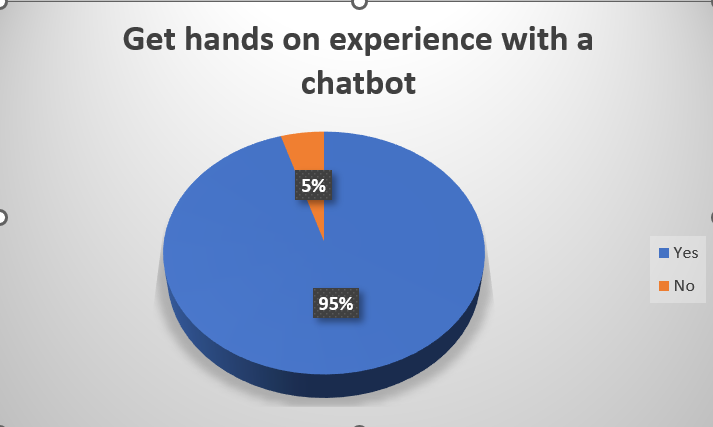 Get hands on experience with a
chatbot
5%
95%
Yes
No